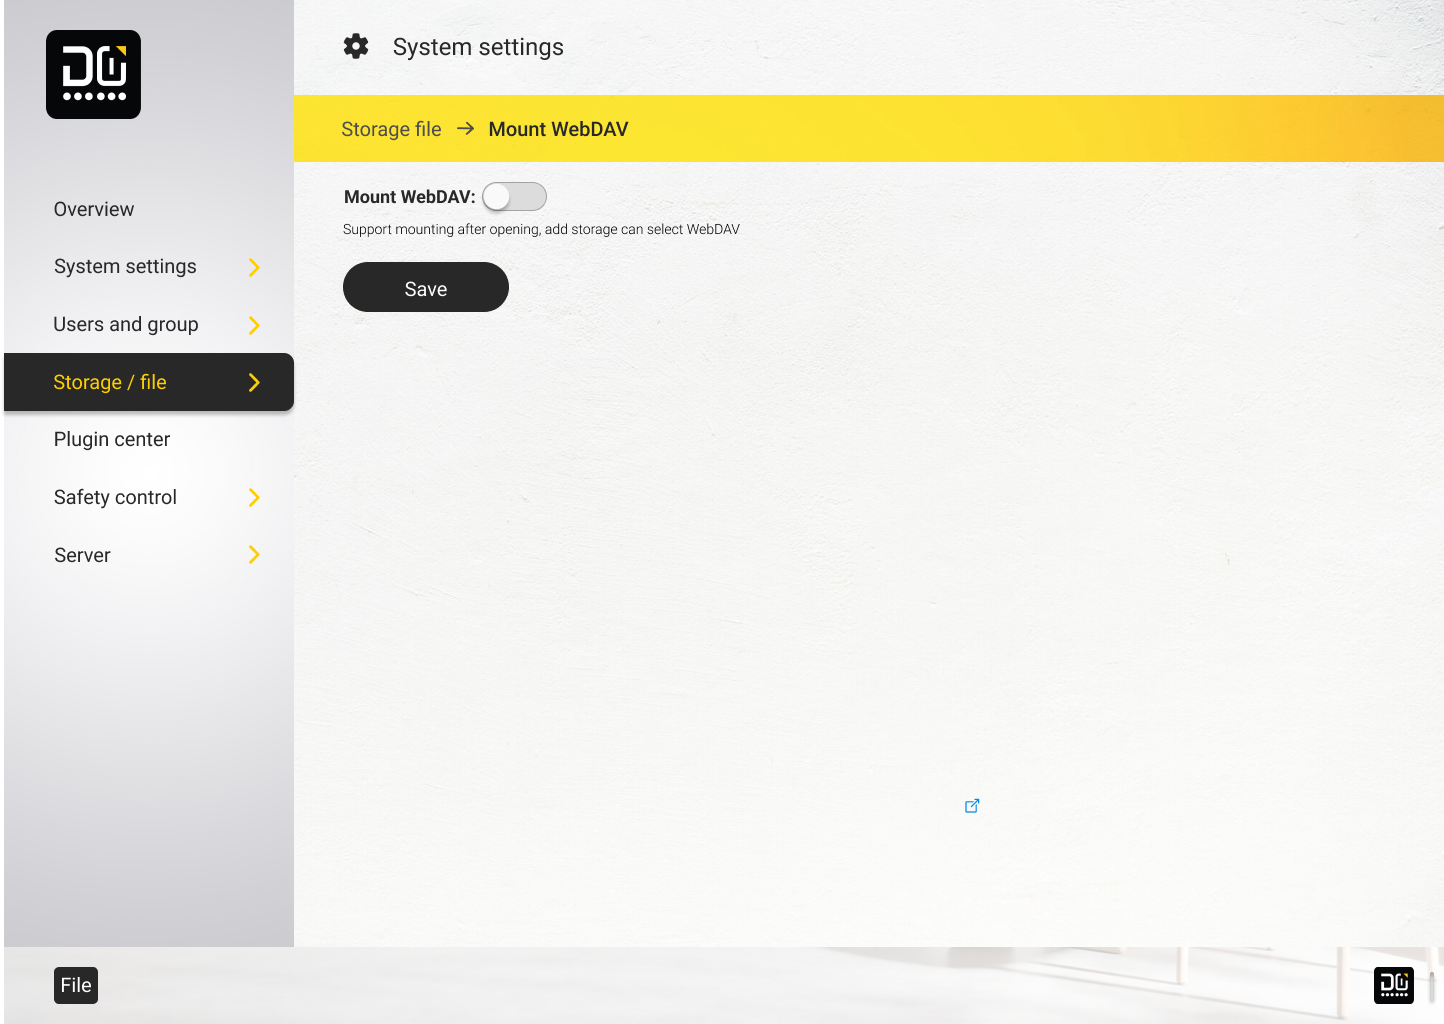 System settings
Storage file → Mount WebDAV
Overview
System settings
Users and group
Storage / file
Plugin center
Safety control
Server
Mount WebDAV:
Support mounting after opening, add storage can select WebDAV
Save
File